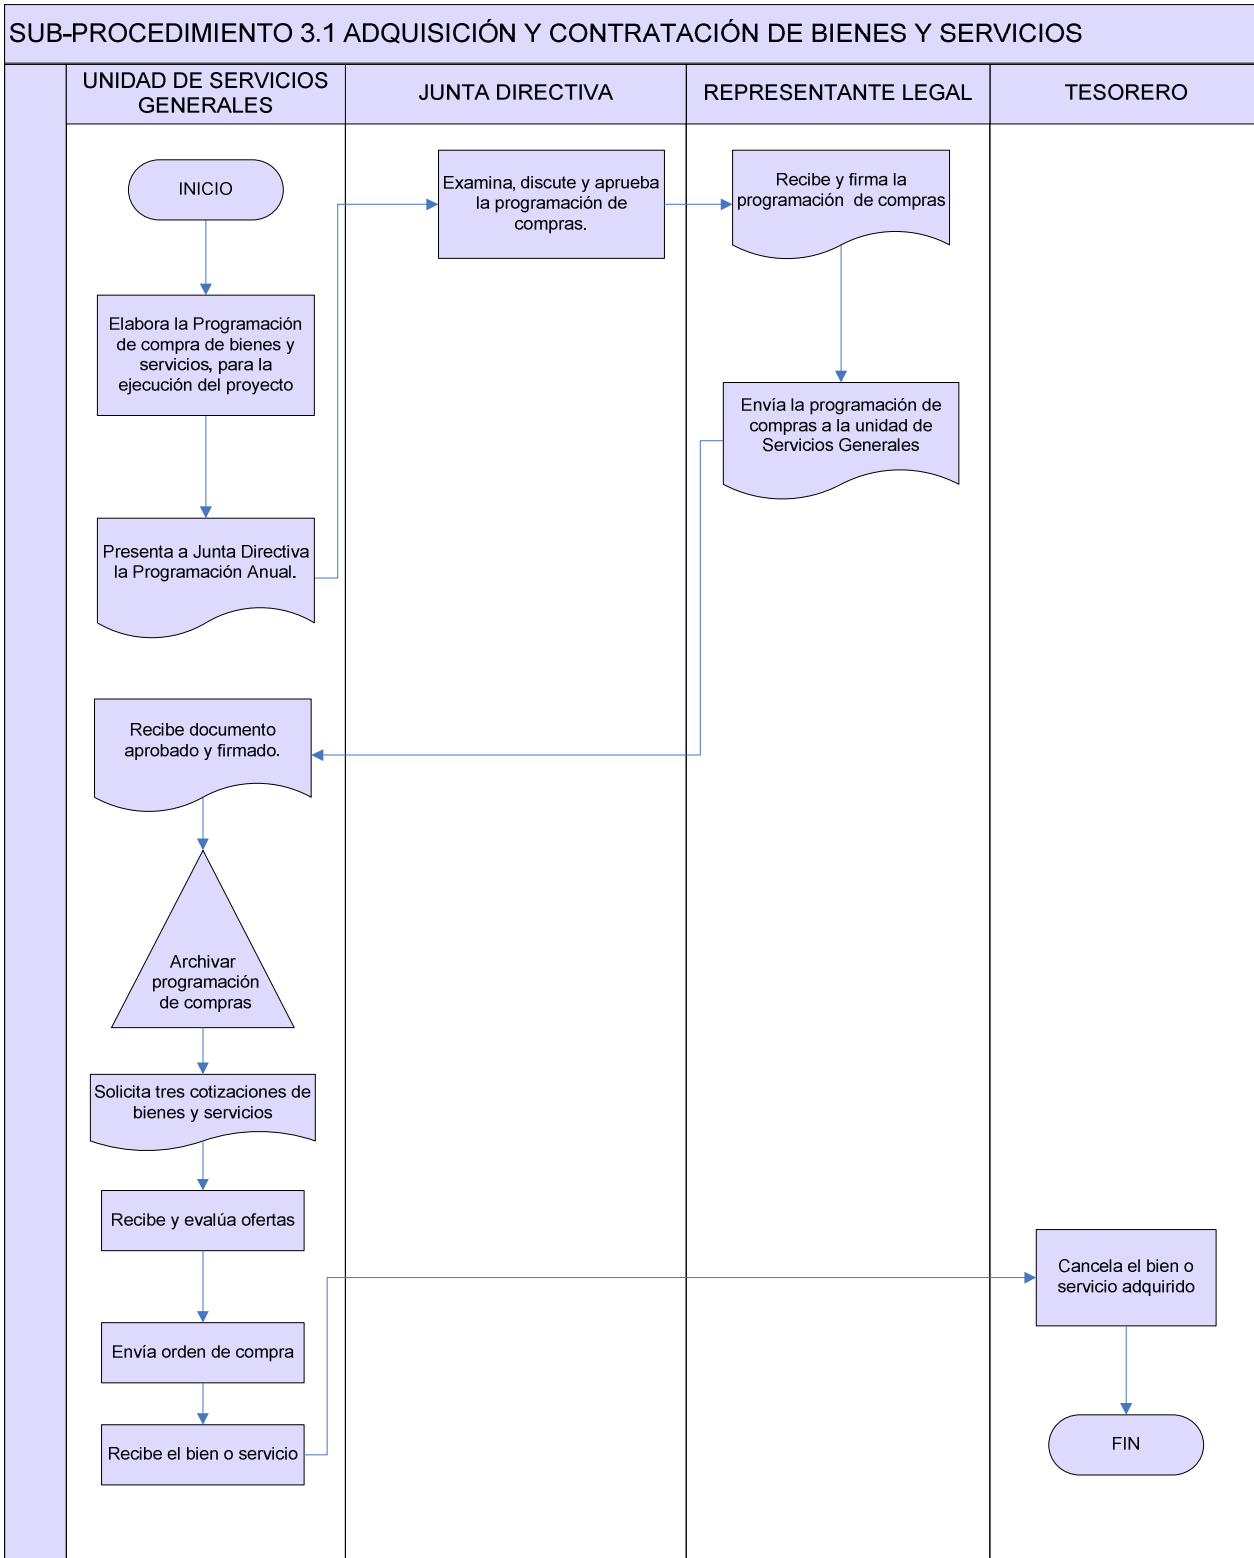 SUB-PROCEDIMIENTO 3.1 ADQUISICIÓN Y CONTRATACIÓN DE BIENES Y SERVICIOS
UNIDAD DE SERVICIOS
GENERALES
JUNTA DIRECTIVA
REPRESENTANTE LEGAL
TESORERO
INICIO
Elabora la Programación
de compra de bienes y
servicios, para la
ejecución del proyecto
Presenta a Junta Directiva
la Programación Anual.
Examina, discute y aprueba
la programación de
compras.
Recibe y firma la
programación de compras
Envía la programación de
compras a la unidad de
Servicios Generales
Recibe documento
aprobado y firmado.
Archivar
programación
de compras
Solicita tres cotizaciones de
bienes y servicios
Recibe y evalúa ofertas
Envía orden de compra
Recibe el bien o servicio
Cancela el bien o
servicio adquirido
FIN